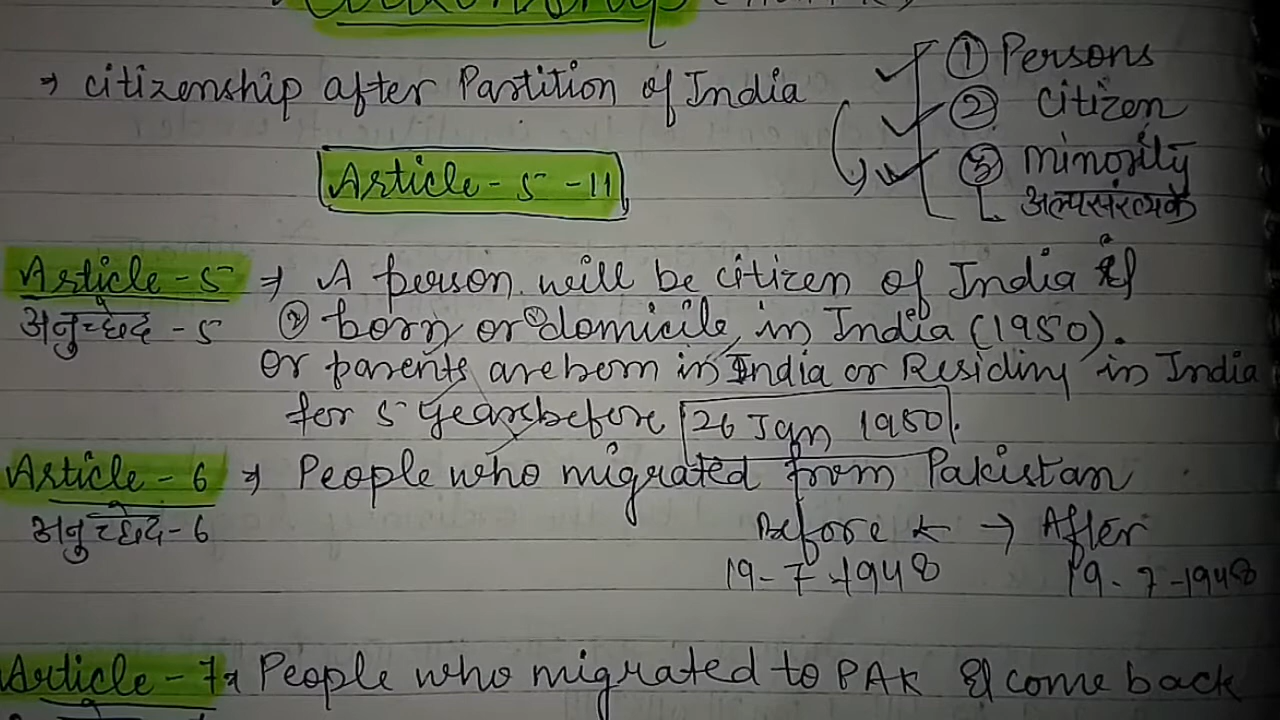 Citizenship
→ citizenship after Partition of India
① Persons
② citizen
③ minority
अल्पसंख्यक
Article - 5 - 11
Article - 5 → A person will be citizen of India if
अनुच्छेद - 5 ② born or ① domicile, in India (1950).
or parents are born in India or Residing in India
for 5 years before 26 Jan 1950.
Article - 6 → People who migrated from Pakistan
अनुच्छेद - 6
Before ← → After
19-7-1948 19-7-1948
Article - 7 → People who migrated to PAK & come back